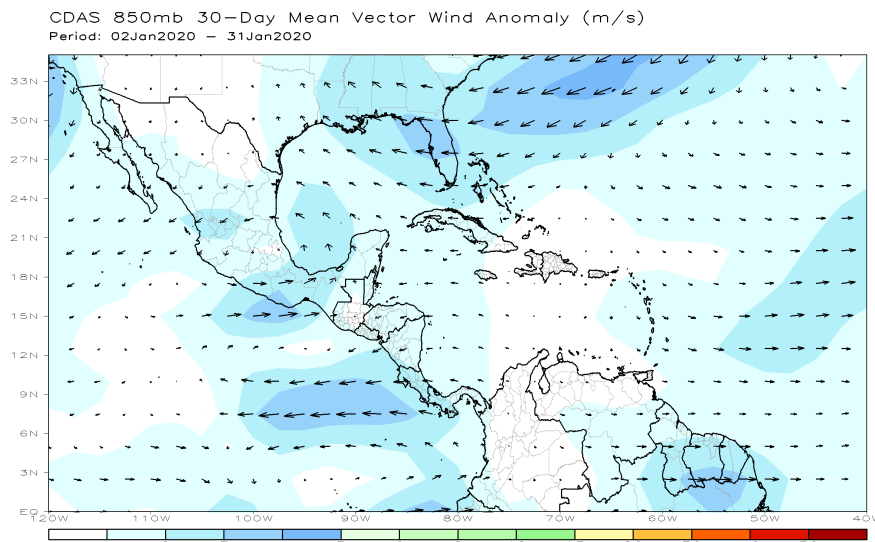 CDAS 850mb 30-Day Mean Vector Wind Anomaly (m/s)
Period: 02Jan2020 - 31Jan2020
33N
30N
27N
24N
21N
18N
15N
12N
9N
6N
3N
EQ
120W 110W 100W 90W 80W 70W 60W 50W